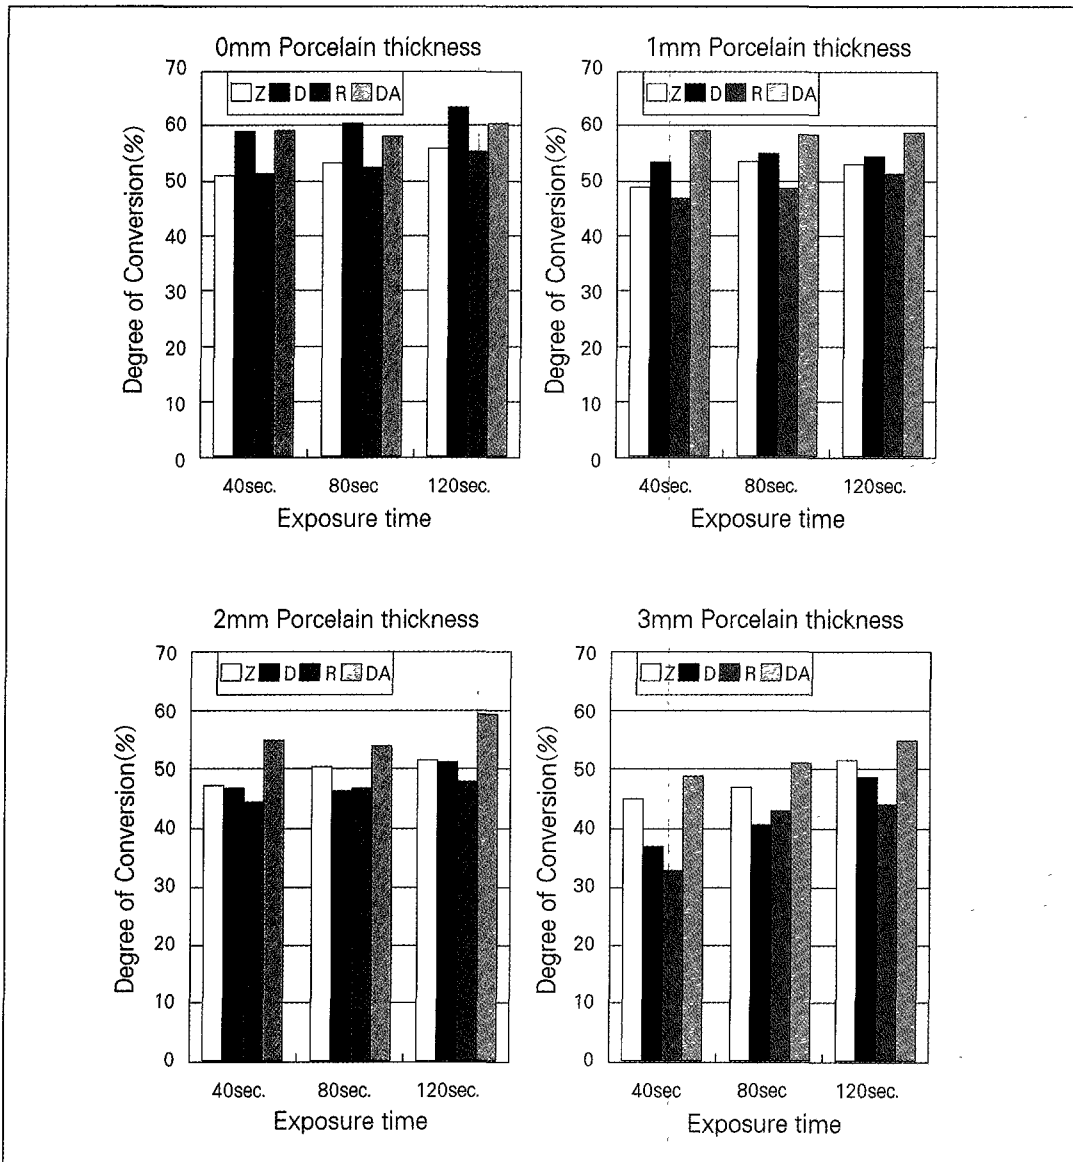 0mm Porcelain thickness
70
60
50
40
30
20
10
0
Degree of Conversion(%)
Z D R DA
40sec. 80sec 120sec.
Exposure time
1mm Porcelain thickness
70
60
50
40
30
20
10
0
Degree of Conversion(%)
Z D R DA
40sec. 80sec. 120sec.
Exposure time
2mm Porcelain thickness
70
60
50
40
30
20
10
0
Degree of Conversion(%)
Z D R DA
40sec. 80sec. 120sec.
Exposure time
3mm Porcelain thickness
70
60
50
40
30
20
10
0
Degree of Conversion(%)
Z D R DA
40sec 80sec. 120sec.
Exposure time